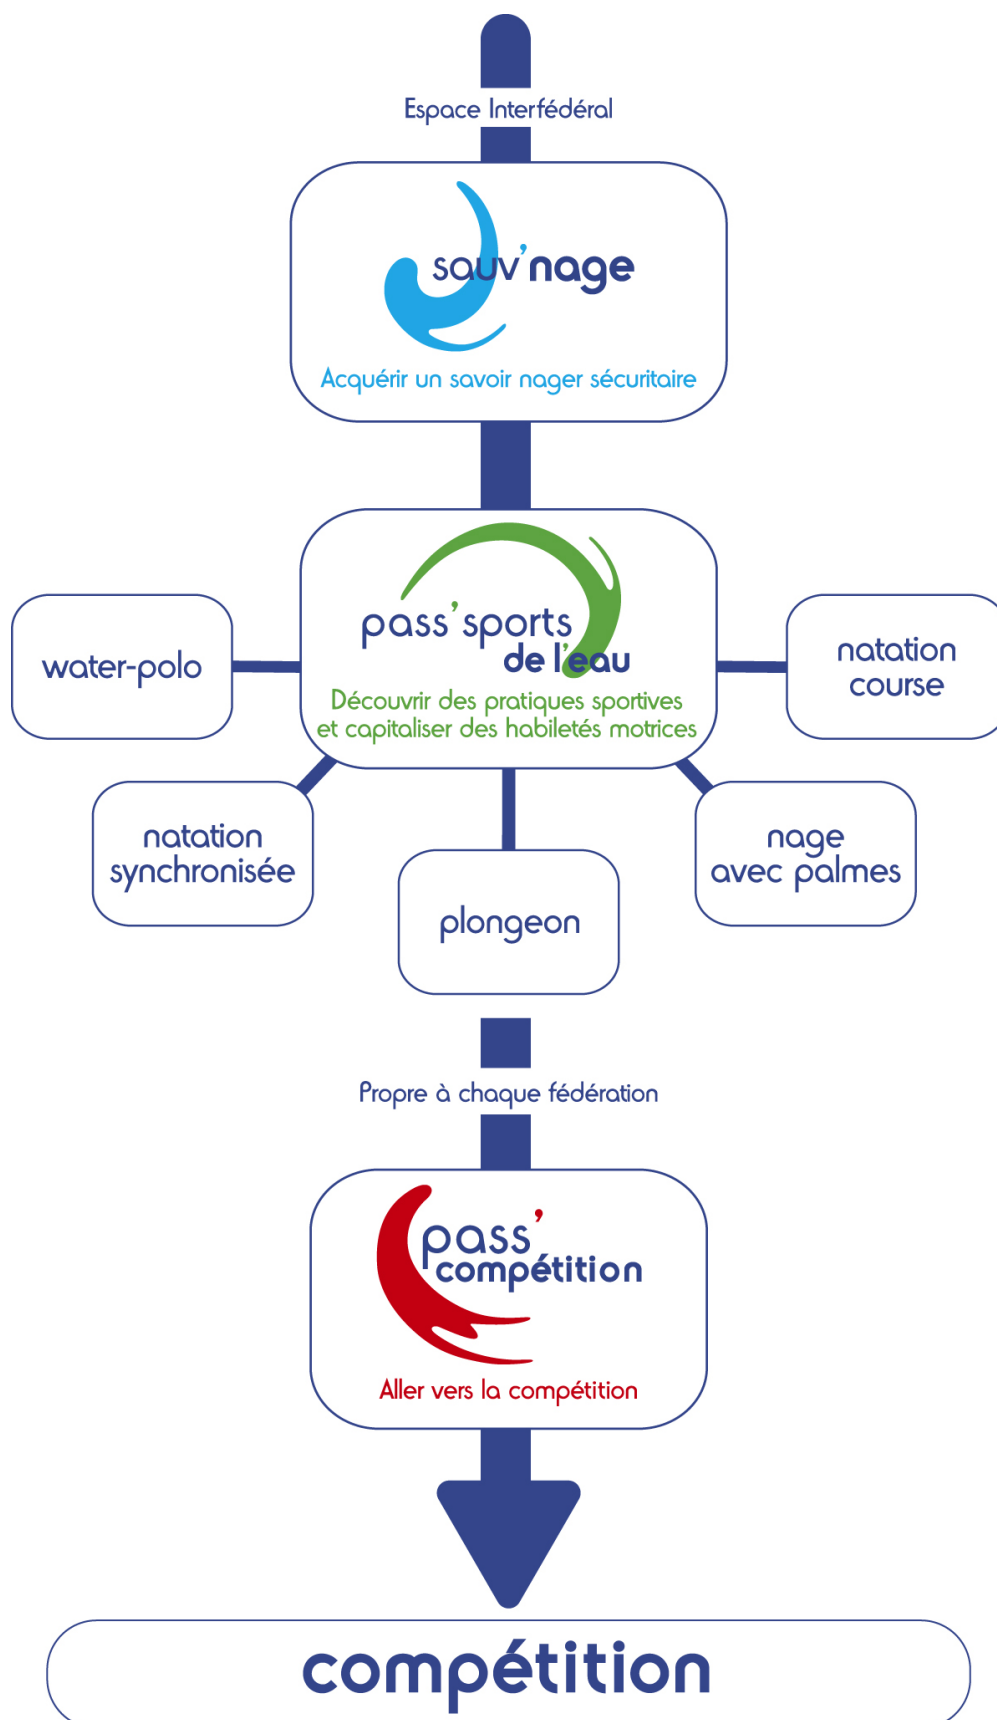 Espace Interfédéral
sauv'nage
Acquérir un savoir nager sécuritaire
pass'sports
de l'eau
Découvrir des pratiques sportives
et capitaliser des habiletés motrices
water-polo
natation
course
natation
synchronisée
nage
avec palmes
plongeon
Propre à chaque fédération
pass'
compétition
Aller vers la compétition
compétition